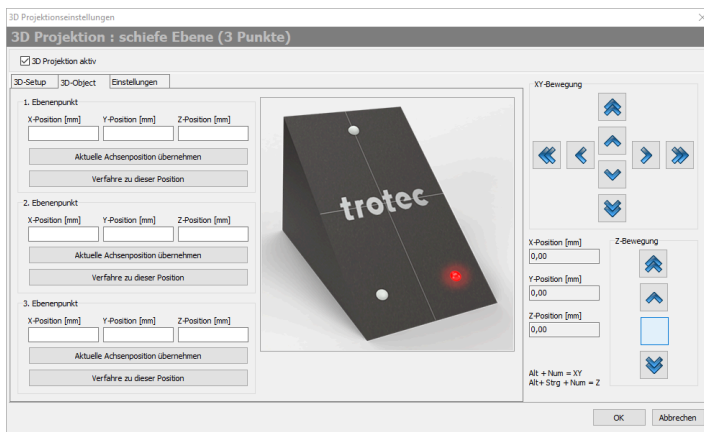 3D Projektionseinstellungen
3D Projektion : schiefe Ebene (3 Punkte)
3D Projektion aktiv
3D-Setup 3D-Object Einstellungen
1. Ebenenpunkt
X-Position [mm] Y-Position [mm] Z-Position [mm]
Aktuelle Achsenposition übernehmen
Verfahre zu dieser Position
2. Ebenenpunkt
X-Position [mm] Y-Position [mm] Z-Position [mm]
Aktuelle Achsenposition übernehmen
Verfahre zu dieser Position
3. Ebenenpunkt
X-Position [mm] Y-Position [mm] Z-Position [mm]
Aktuelle Achsenposition übernehmen
Verfahre zu dieser Position
trotec
XY-Bewegung
X-Position [mm]
0,00
Y-Position [mm]
0,00
Z-Position [mm]
0,00
Z-Bewegung
Alt + Num = XY
Alt+ Strg + Num = Z
OK Abbrechen